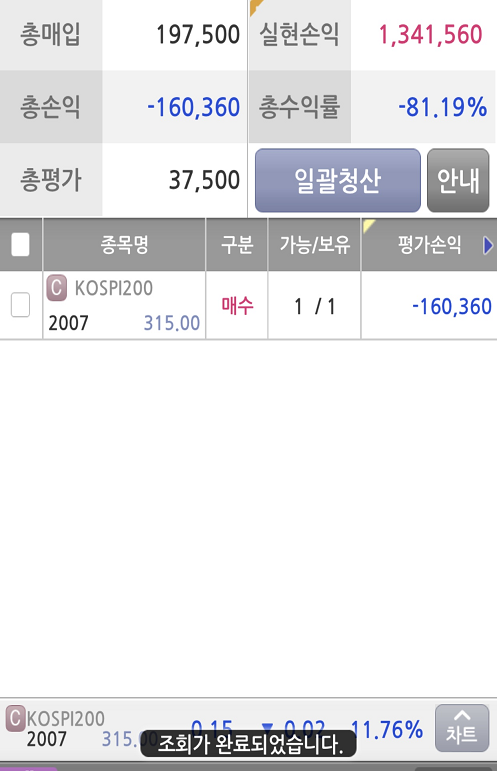 총매입 197,500 실현손익 1,341,560
총손익 -160,360 총수익률 -81.19%
총평가 37,500 일괄청산 안내
종목명 구분 가능/보유 평가손익
C KOSPI200 매수 1 / 1 -160,360
2007 315.00
C KOSPI200 0.15 ▼ 0.02 11.76% 차트
2007
조회가 완료되었습니다.